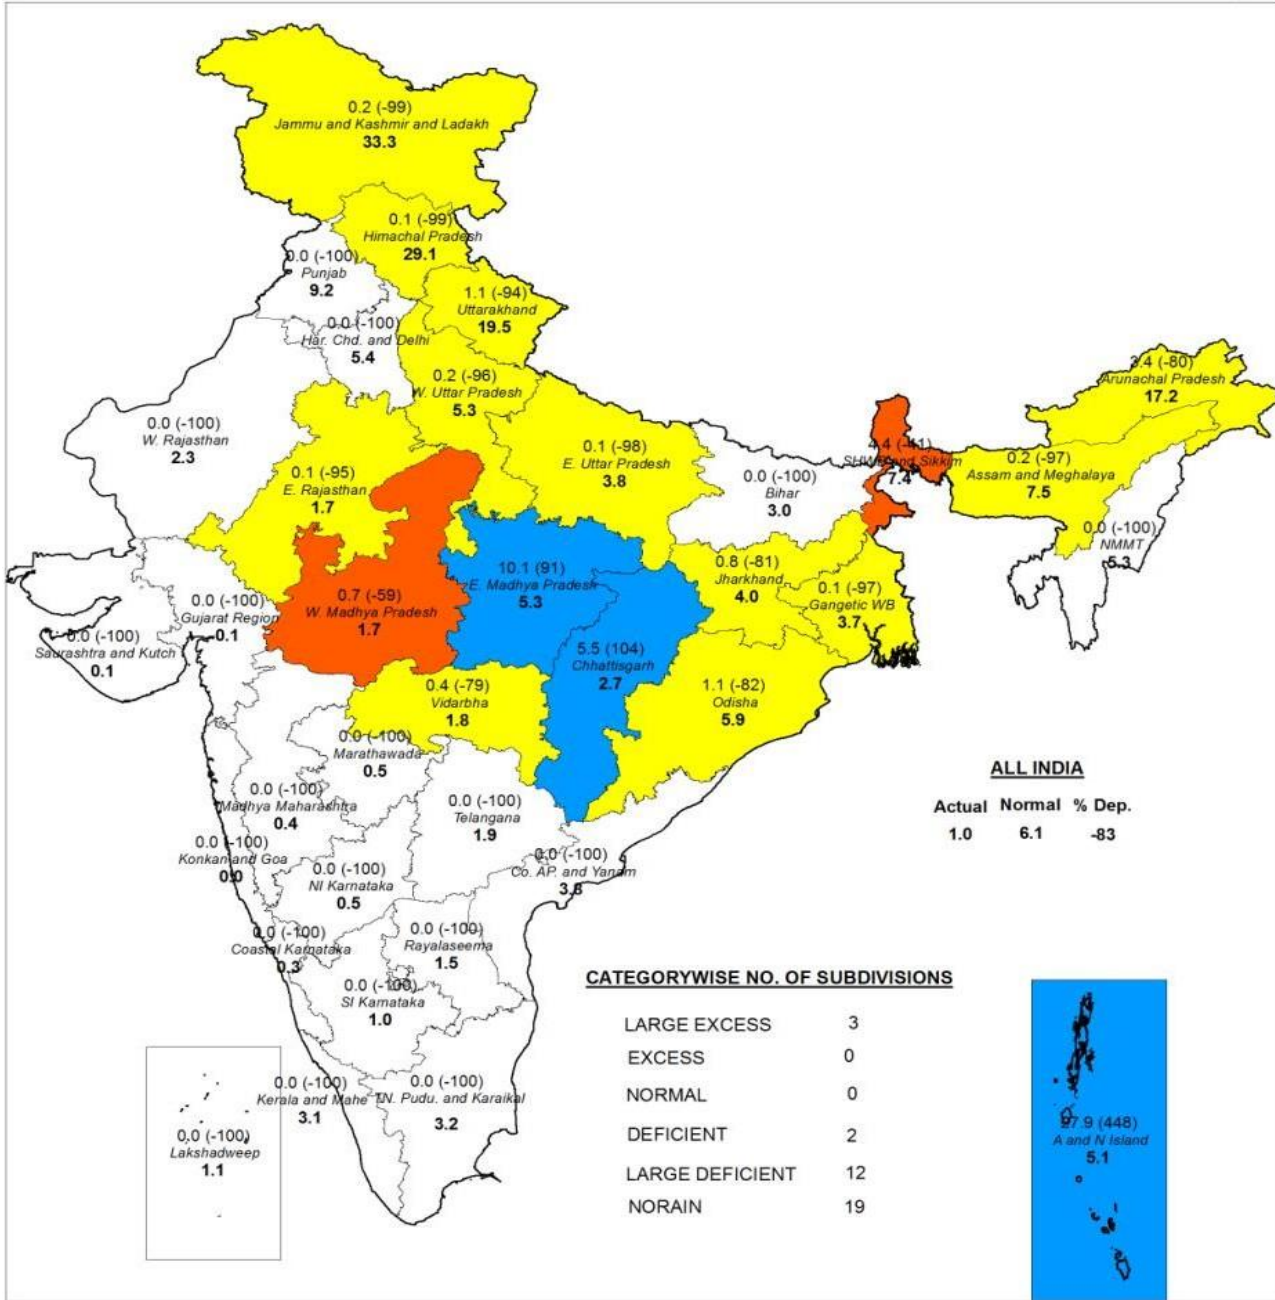 0.2 (-99)
Jammu and Kashmir and Ladakh
33.3
0.1 (-99)
Himachal Pradesh
29.1
0.0 (-100)
Punjab
9.2
1.1 (-94)
Uttarakhand
19.5
0.0 (-100)
Har. Chd. and Delhi
5.4
0.2 (-96)
W. Uttar Pradesh
5.3
3.4 (-80)
Arunachal Pradesh
17.2
0.0 (-100)
W. Rajasthan
2.3
0.1 (-98)
E. Uttar Pradesh
3.8
4.4 (-41)
SHWB and Sikkim
7.4
0.2 (-97)
Assam and Meghalaya
7.5
0.1 (-95)
E. Rajasthan
1.7
0.0 (-100)
Bihar
3.0
0.0 (-100)
NMMT
5.3
10.1 (91)
E. Madhya Pradesh
5.3
0.8 (-81)
Jharkhand
4.0
0.1 (-97)
Gangetic WB
3.7
0.7 (-59)
W. Madhya Pradesh
1.7
0.0 (-100)
Gujarat Region
0.1
0.0 (-100)
Saurashtra and Kutch
0.1
5.5 (104)
Chhattisgarh
2.7
0.4 (-79)
Vidarbha
1.8
1.1 (-82)
Odisha
5.9
0.0 (-100)
Marathawada
0.5
0.0 (-100)
Madhya Maharashtra
0.4
0.0 (-100)
Telangana
1.9
ALL INDIA
Actual Normal % Dep.
1.0 6.1 -83
0.0 (-100)
Konkan and Goa
0.0
0.0 (-100)
NI Karnataka
0.5
0.0 (-100)
Co. AP. and Yanam
3.8
0.0 (-100)
Coastal Karnataka
0.3
0.0 (-100)
Rayalaseema
1.5
0.0 (-100)
SI Karnataka
1.0
CATEGORYWISE NO. OF SUBDIVISIONS
LARGE EXCESS 3
EXCESS 0
NORMAL 0
DEFICIENT 2
LARGE DEFICIENT 12
NORAIN 19
0.0 (-100)
Kerala and Mahe
3.1
0.0 (-100)
T.N. Pudu. and Karaikal
3.2
0.0 (-100)
Lakshadweep
1.1
27.9 (448)
A and N Island
5.1